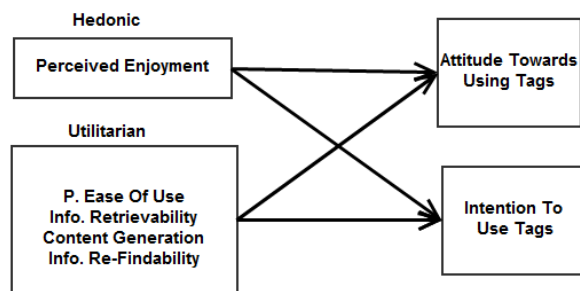 Hedonic
Perceived Enjoyment
Utilitarian
P. Ease Of Use
Info. Retrievability
Content Generation
Info. Re-Findability
Attitude Towards
Using Tags
Intention To
Use Tags